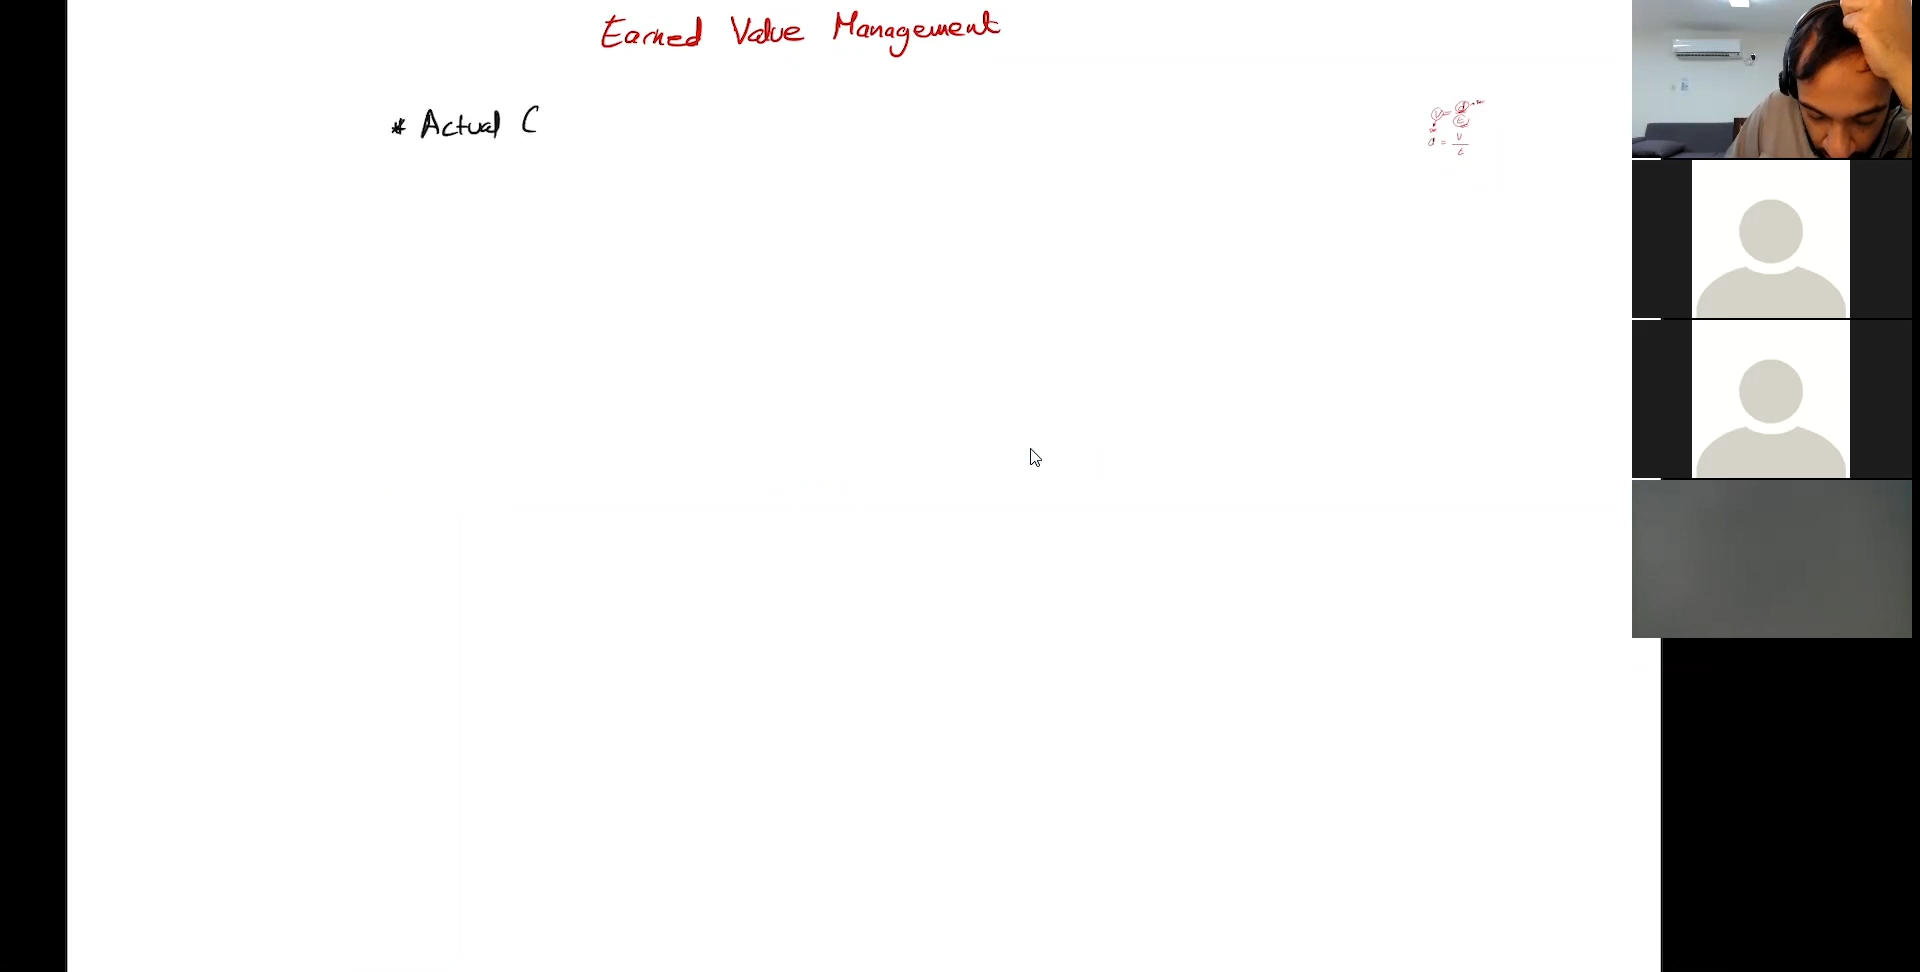 Earned Value Management
* Actual C
V = d
t
a = V
t